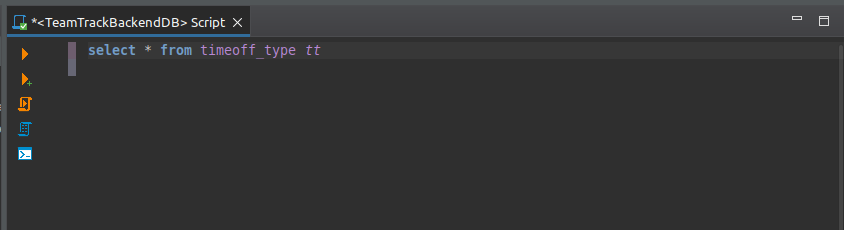 *<TeamTrackBackendDB> Script
select * from timeoff_type tt